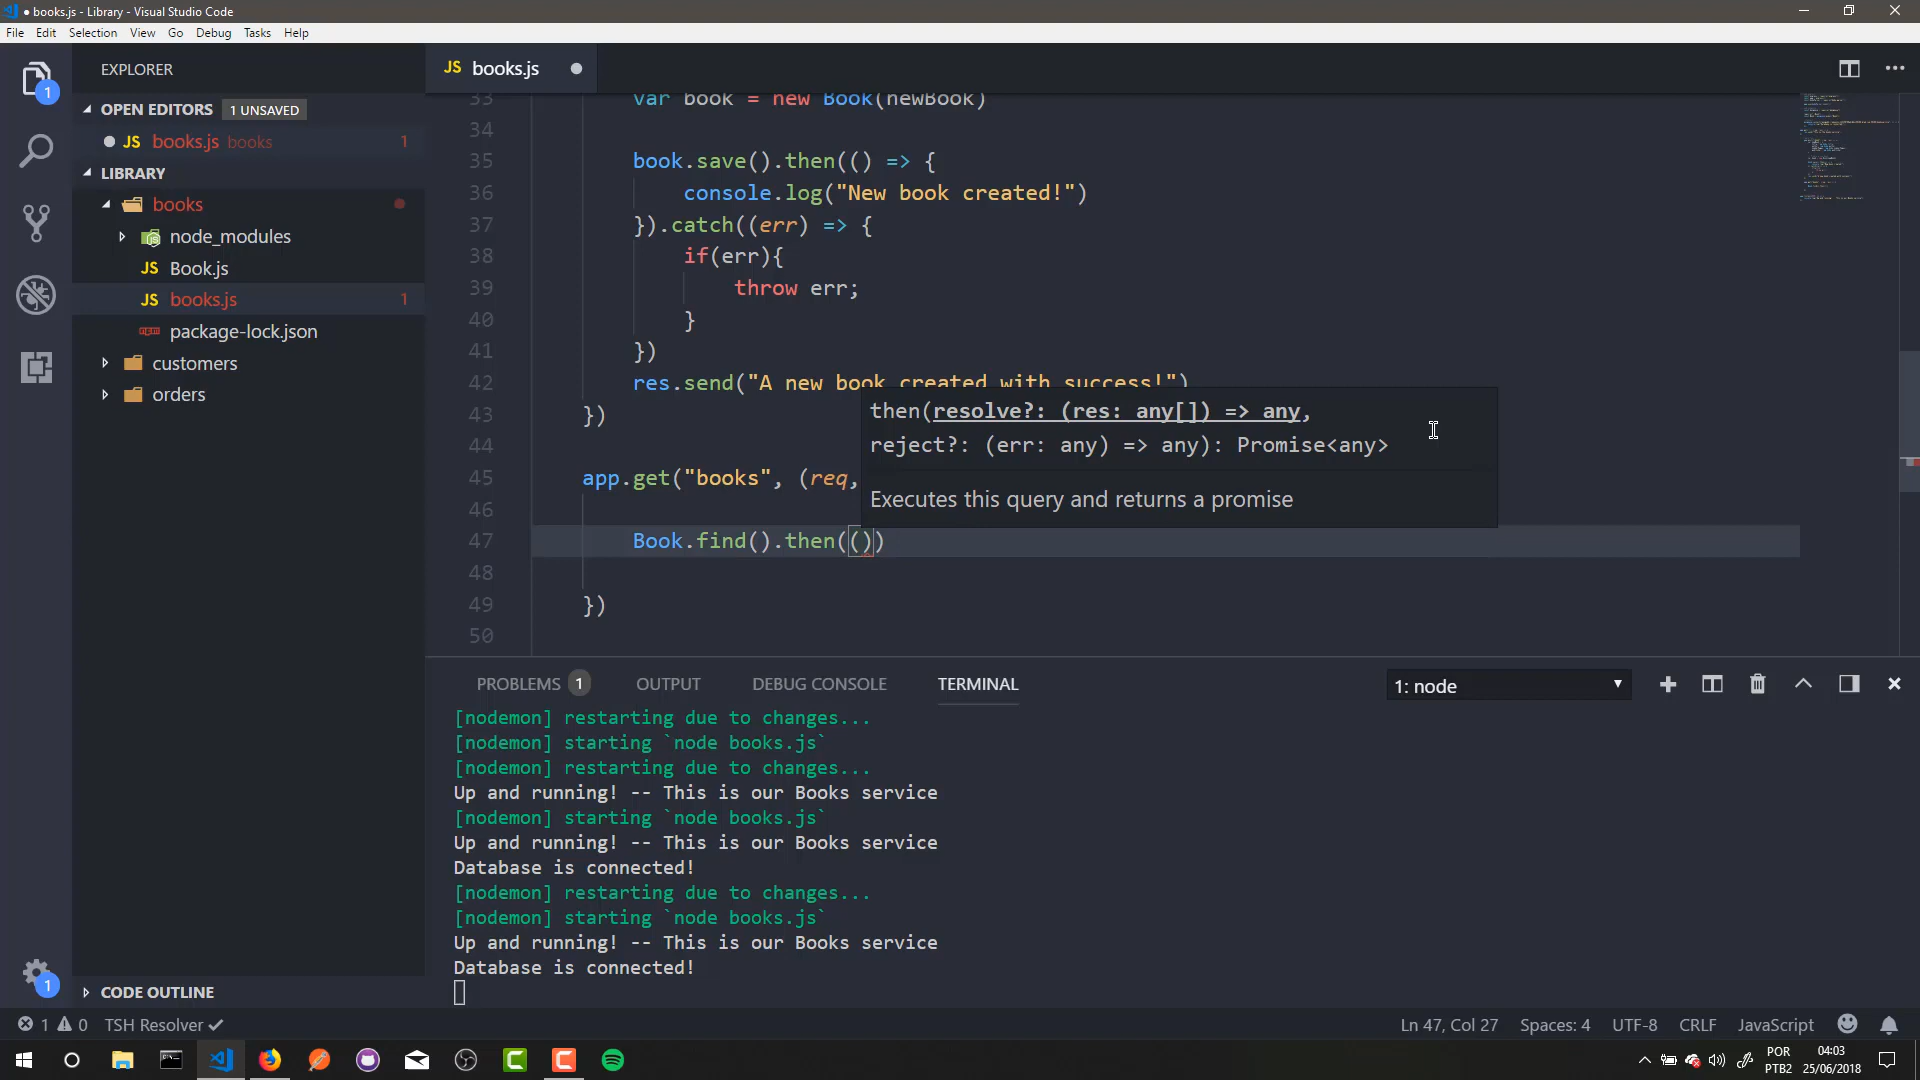 books.js - Library - Visual Studio Code
File Edit Selection View Go Debug Tasks Help
1
EXPLORER
OPEN EDITORS 1 UNSAVED
JS books.js books 1
LIBRARY
books
node_modules
JS Book.js
JS books.js 1
package-lock.json
customers
orders
CODE OUTLINE
1
JS books.js
33 var book = new Book(newBook)
34
35 book.save().then(() => {
36 console.log("New book created!")
37 }).catch((err) => {
38 if(err){
39 throw err;
40 }
41 })
42 res.send("A new book created with success!")
43 })
44
45 app.get("books", (req,
46
47 Book.find().then(())
48
49 })
50
then(resolve?: (res: any[]) => any,
reject?: (err: any) => any): Promise<any>
Executes this query and returns a promise
PROBLEMS 1 OUTPUT DEBUG CONSOLE TERMINAL 1: node
[nodemon] restarting due to changes...
[nodemon] starting `node books.js`
[nodemon] restarting due to changes...
Up and running! -- This is our Books service
[nodemon] starting `node books.js`
Up and running! -- This is our Books service
Database is connected!
[nodemon] restarting due to changes...
[nodemon] starting `node books.js`
Up and running! -- This is our Books service
Database is connected!
1 0 TSH Resolver Ln 47, Col 27 Spaces: 4 UTF-8 CRLF JavaScript
POR 04:03
PTB2 25/06/2018